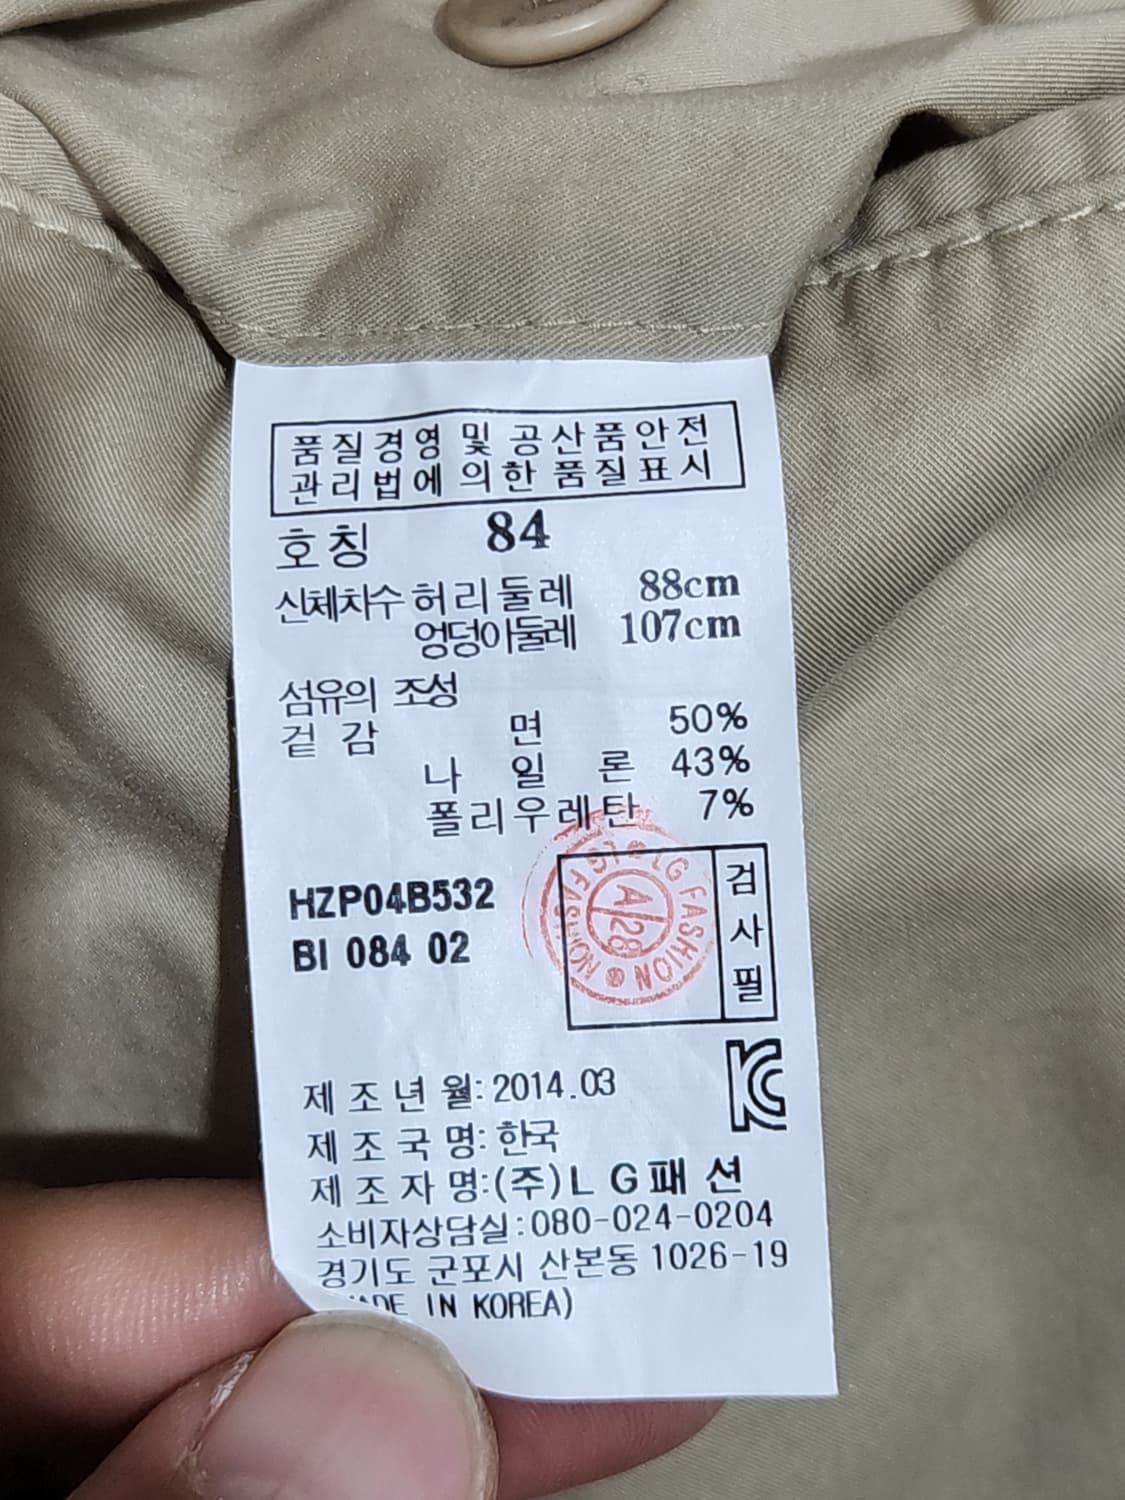 품질경영 및 공산품안전
관리법에 의한 품질표시
호칭 84
신체치수 허리둘레 88cm
엉덩이둘레 107cm
섬유의 조성
겉감 면 50%
나일론 43%
폴리우레탄 7%
HZP04B532
BI 084 02
LG FASHION LG FASHION
A/28
검사필
제조년월:2014.03
제조국명:한국
제조자명:(주)LG패션
소비자상담실:080-024-0204
경기도 군포시 산본동 1026-19
IN KOREA)